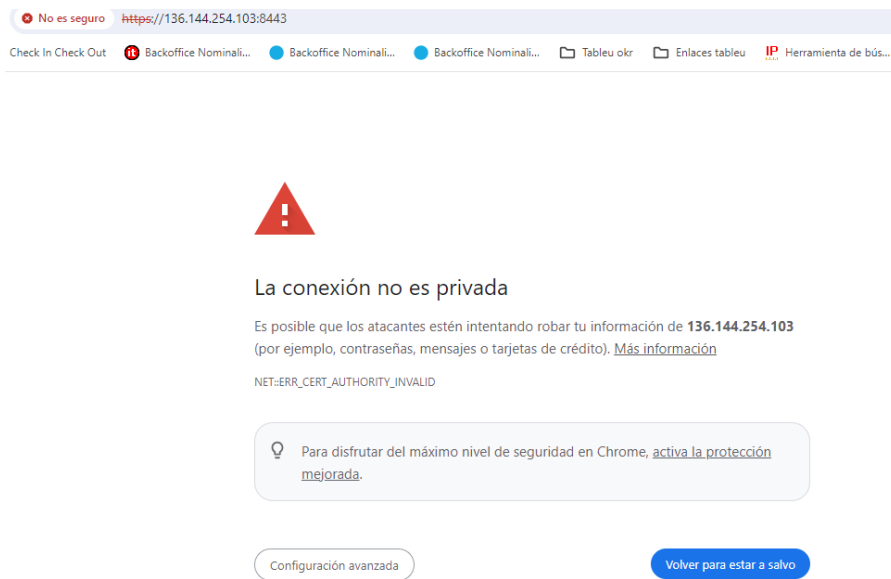 No es seguro https://136.144.254.103:8443
Check In Check Out it Backoffice Nominali... Backoffice Nominali... Backoffice Nominali... Tableu okr Enlaces tableu IP Herramienta de bús...
La conexión no es privada
Es posible que los atacantes estén intentando robar tu información de 136.144.254.103
(por ejemplo, contraseñas, mensajes o tarjetas de crédito). Más información
NET::ERR_CERT_AUTHORITY_INVALID
Para disfrutar del máximo nivel de seguridad en Chrome, activa la protección
mejorada.
Configuración avanzada Volver para estar a salvo